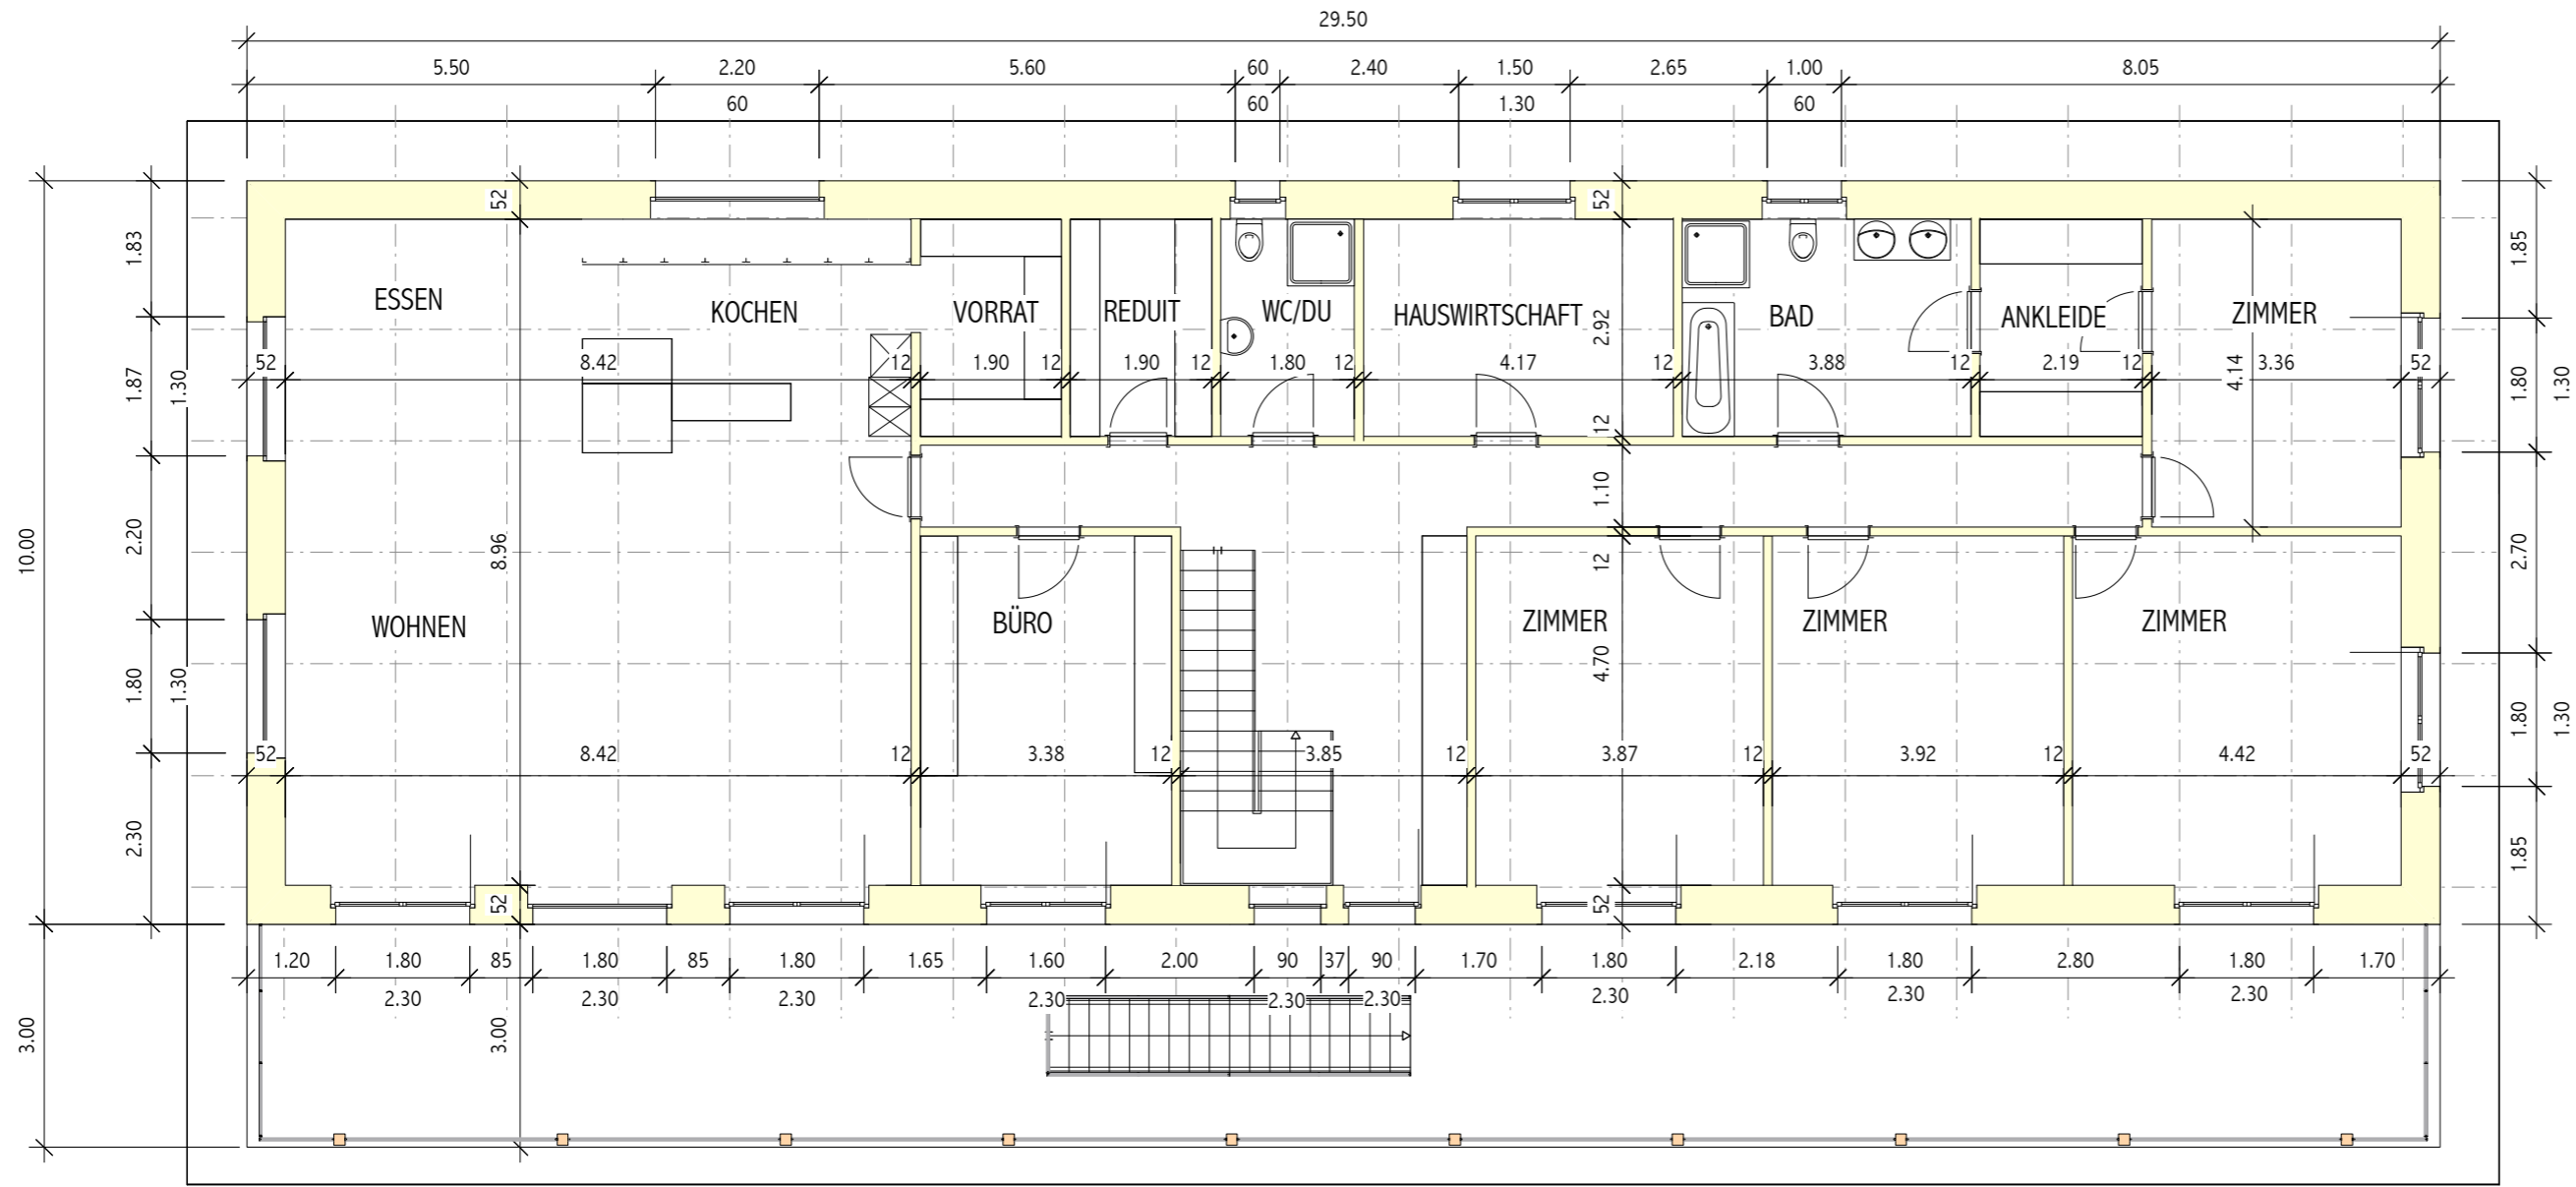 29.50
5.50 2.20 5.60 60 2.40 1.50 2.65 1.00 8.05
60 60 1.30 60
52 52
1.83 1.85
ESSEN KOCHEN VORRAT REDUIT WC/DU HAUSWIRTSCHAFT BAD ANKLEIDE ZIMMER
2.92
52 8.42 12 1.90 12 1.90 12 1.80 12 4.17 12 3.88 12 2.19 12 3.36 52
1.87 1.30 4.14 1.80 1.30
12
1.10
10.00 2.20 8.96 12 2.70
WOHNEN BÜRO ZIMMER ZIMMER ZIMMER
1.80 1.30 4.70 1.80 1.30
52 8.42 12 3.38 12 3.85 12 3.87 12 3.92 12 4.42 52
2.30 1.85
52 52
1.20 1.80 85 1.80 85 1.80 1.65 1.60 2.00 90 37 90 1.70 1.80 2.18 1.80 2.80 1.80 1.70
2.30 2.30 2.30 2.30 2.30 2.30 2.30 2.30 2.30
3.00 3.00